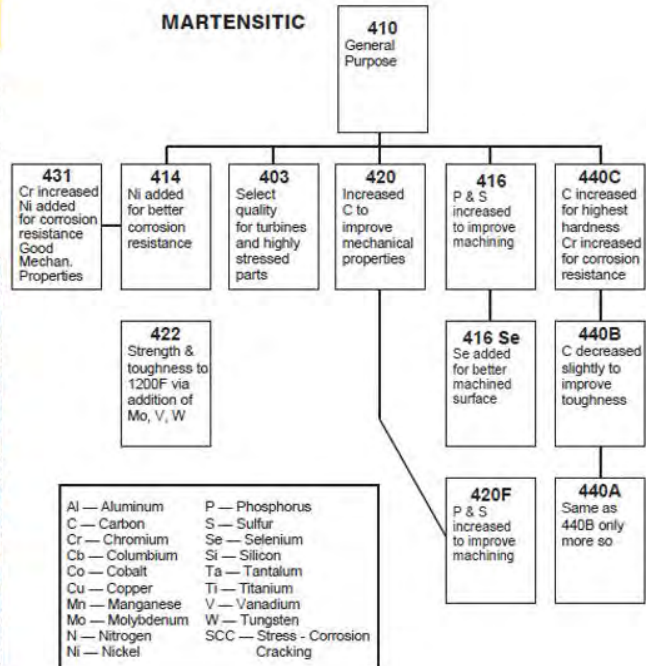 MARTENSITIC
410
General
Purpose
431
Cr increased
Ni added
for corrosion
resistance
Good
Mechan.
Properties
414
Ni added
for better
corrosion
resistance
403
Select
quality
for turbines
and highly
stressed
parts
420
Increased
C to
improve
mechanical
properties
416
P & S
increased
to improve
machining
440C
C increased
for highest
hardness
Cr increased
for corrosion
resistance
422
Strength &
toughness to
1200F via
addition of
Mo, V, W
416 Se
Se added
for better
machined
surface
440B
C decreased
slightly to
improve
toughness
420F
P & S
increased
to improve
machining
440A
Same as
440B only
more so
Al — Aluminum
C — Carbon
Cr — Chromium
Cb — Columbium
Co — Cobalt
Cu — Copper
Mn — Manganese
Mo — Molybdenum
N — Nitrogen
Ni — Nickel
P — Phosphorus
S — Sulfur
Se — Selenium
Si — Silicon
Ta — Tantalum
Ti — Titanium
V — Vanadium
W — Tungsten
SCC — Stress - Corrosion
Cracking